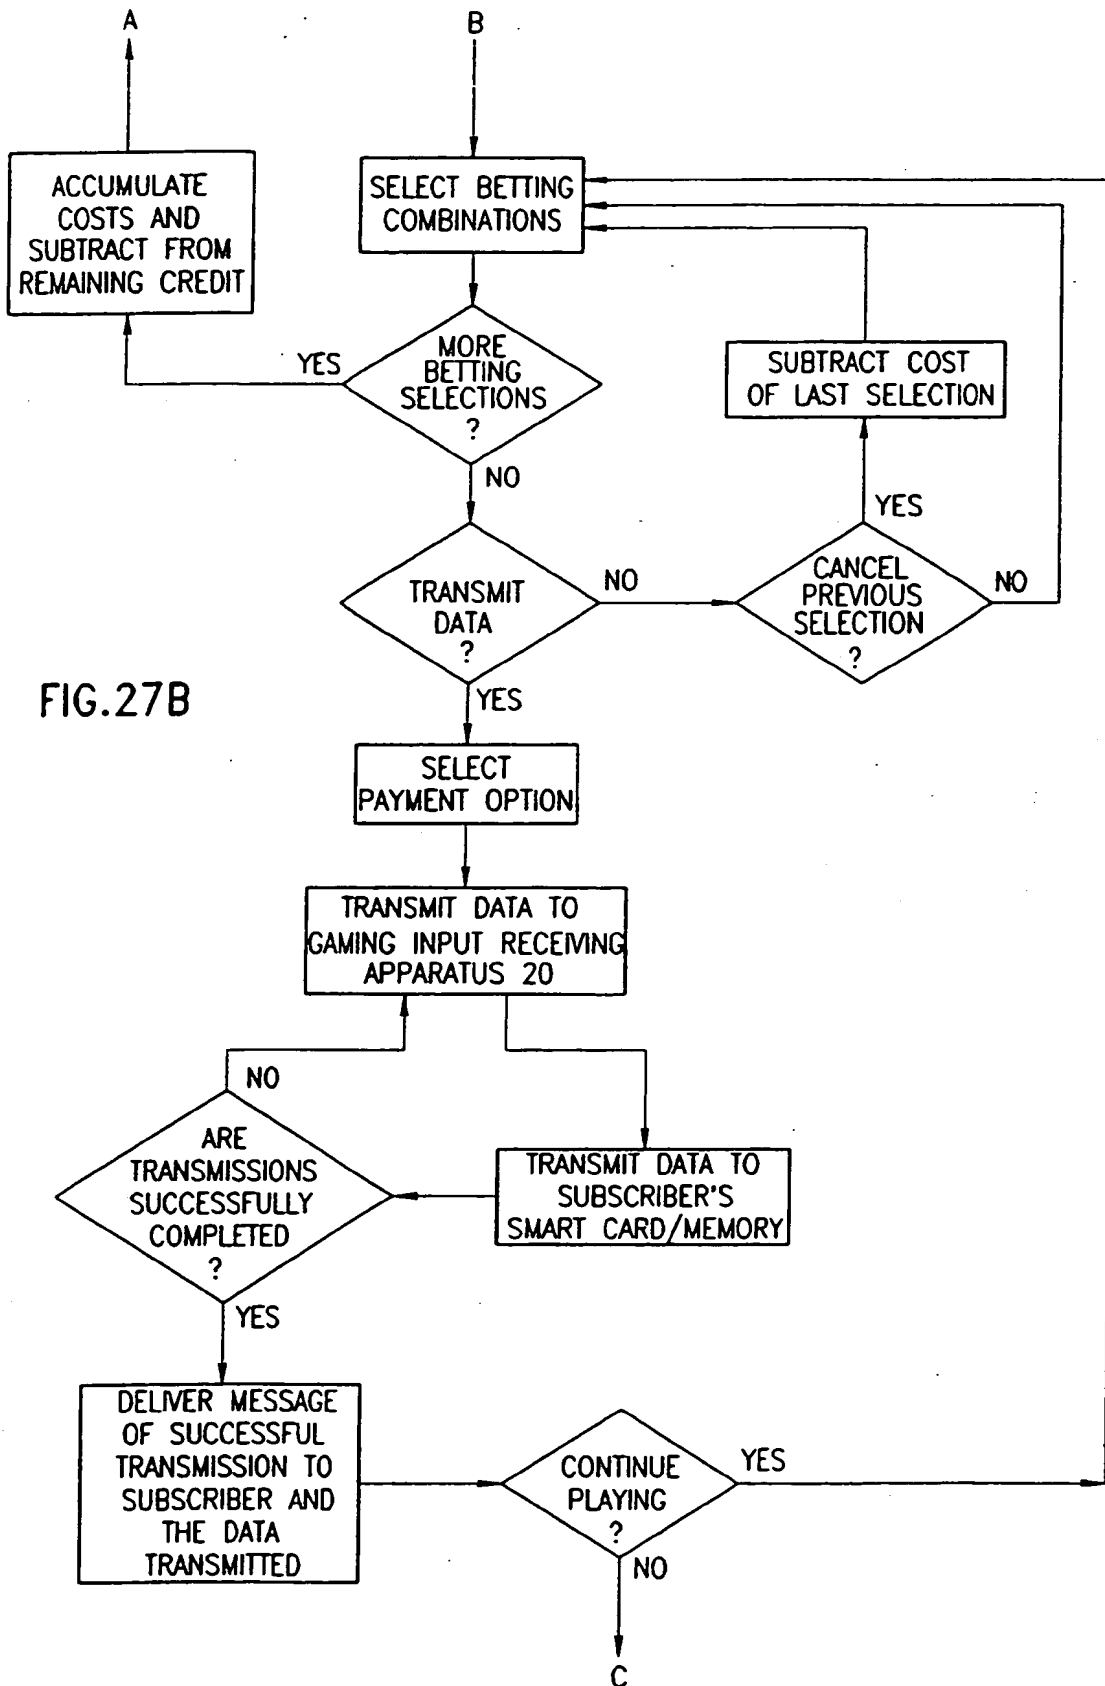 A
B
ACCUMULATE
COSTS AND
SUBTRACT FROM
REMAINING CREDIT
SELECT BETTING
COMBINATIONS
YES
MORE
BETTING
SELECTIONS
?
SUBTRACT COST
OF LAST SELECTION
NO
YES
TRANSMIT
DATA
?
NO
CANCEL
PREVIOUS
SELECTION
?
NO
FIG.27B
YES
SELECT
PAYMENT OPTION
TRANSMIT DATA TO
GAMING INPUT RECEIVING
APPARATUS 20
NO
ARE
TRANSMISSIONS
SUCCESSFULLY
COMPLETED
?
TRANSMIT DATA TO
SUBSCRIBER'S
SMART CARD/MEMORY
YES
DELIVER MESSAGE
OF SUCCESSFUL
TRANSMISSION TO
SUBSCRIBER AND
THE DATA
TRANSMITTED
CONTINUE
PLAYING
?
YES
NO
C